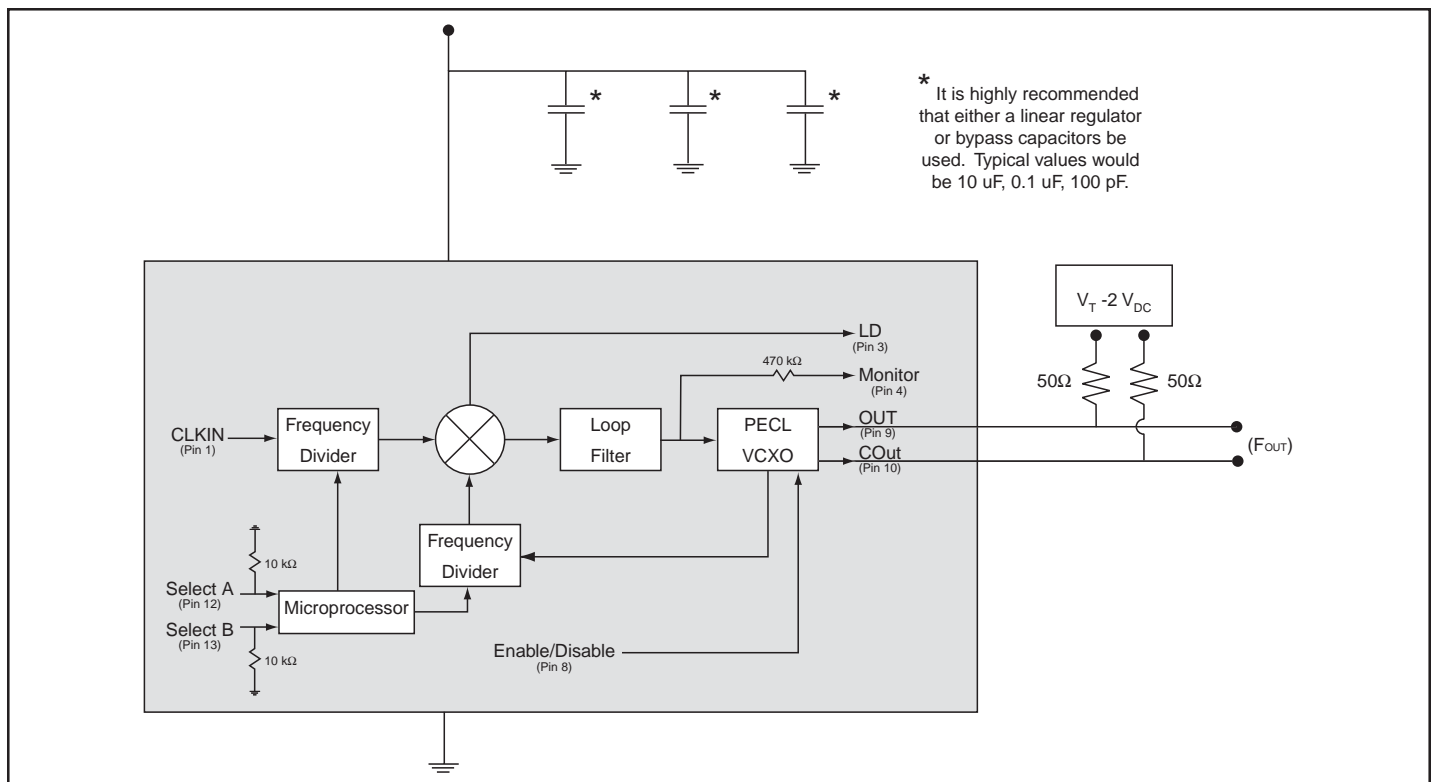 * * *
* It is highly recommended
that either a linear regulator
or bypass capacitors be
used. Typical values would
be 10 uF, 0.1 uF, 100 pF.
V_T -2 V_DC
50Ω
50Ω
LD
(Pin 3)
470 kΩ
Monitor
(Pin 4)
CLKIN
(Pin 1)
Frequency
Divider
Loop
Filter
PECL
VCXO
OUT
(Pin 9)
COut
(Pin 10)
(FOUT)
Frequency
Divider
10 kΩ
Select A
(Pin 12)
Microprocessor
Select B
(Pin 13)
10 kΩ
Enable/Disable
(Pin 8)